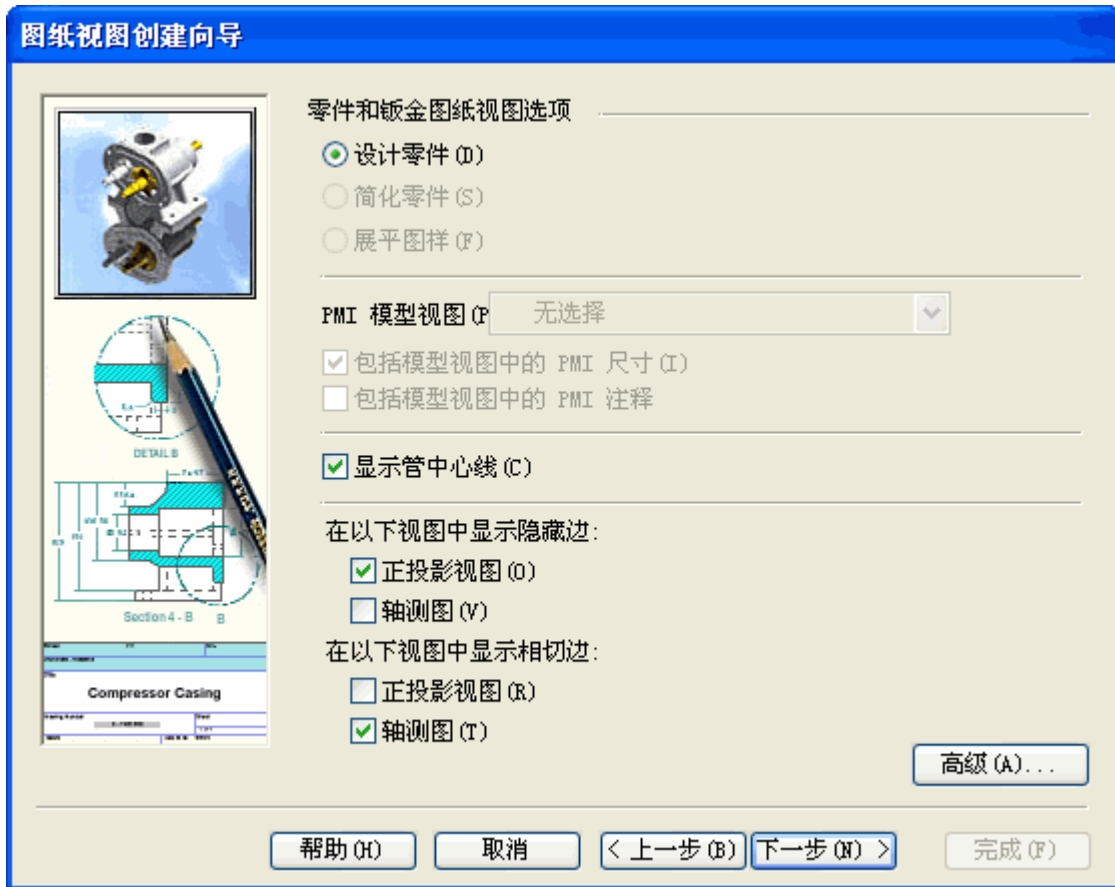 图纸视图创建向导
零件和钣金图纸视图选项
设计零件(D)
简化零件(S)
展平图样(F)
PMI 模型视图(P
无选择
包括模型视图中的 PMI 尺寸(I)
包括模型视图中的 PMI 注释
显示管中心线(C)
在以下视图中显示隐藏边:
正投影视图(O)
轴测图(V)
在以下视图中显示相切边:
正投影视图(R)
轴测图(T)
DETAIL B
Section 4 - B
B
Compressor Casing
高级(A)...
帮助(H)
取消
< 上一步(B)
下一步(N) >
完成(F)